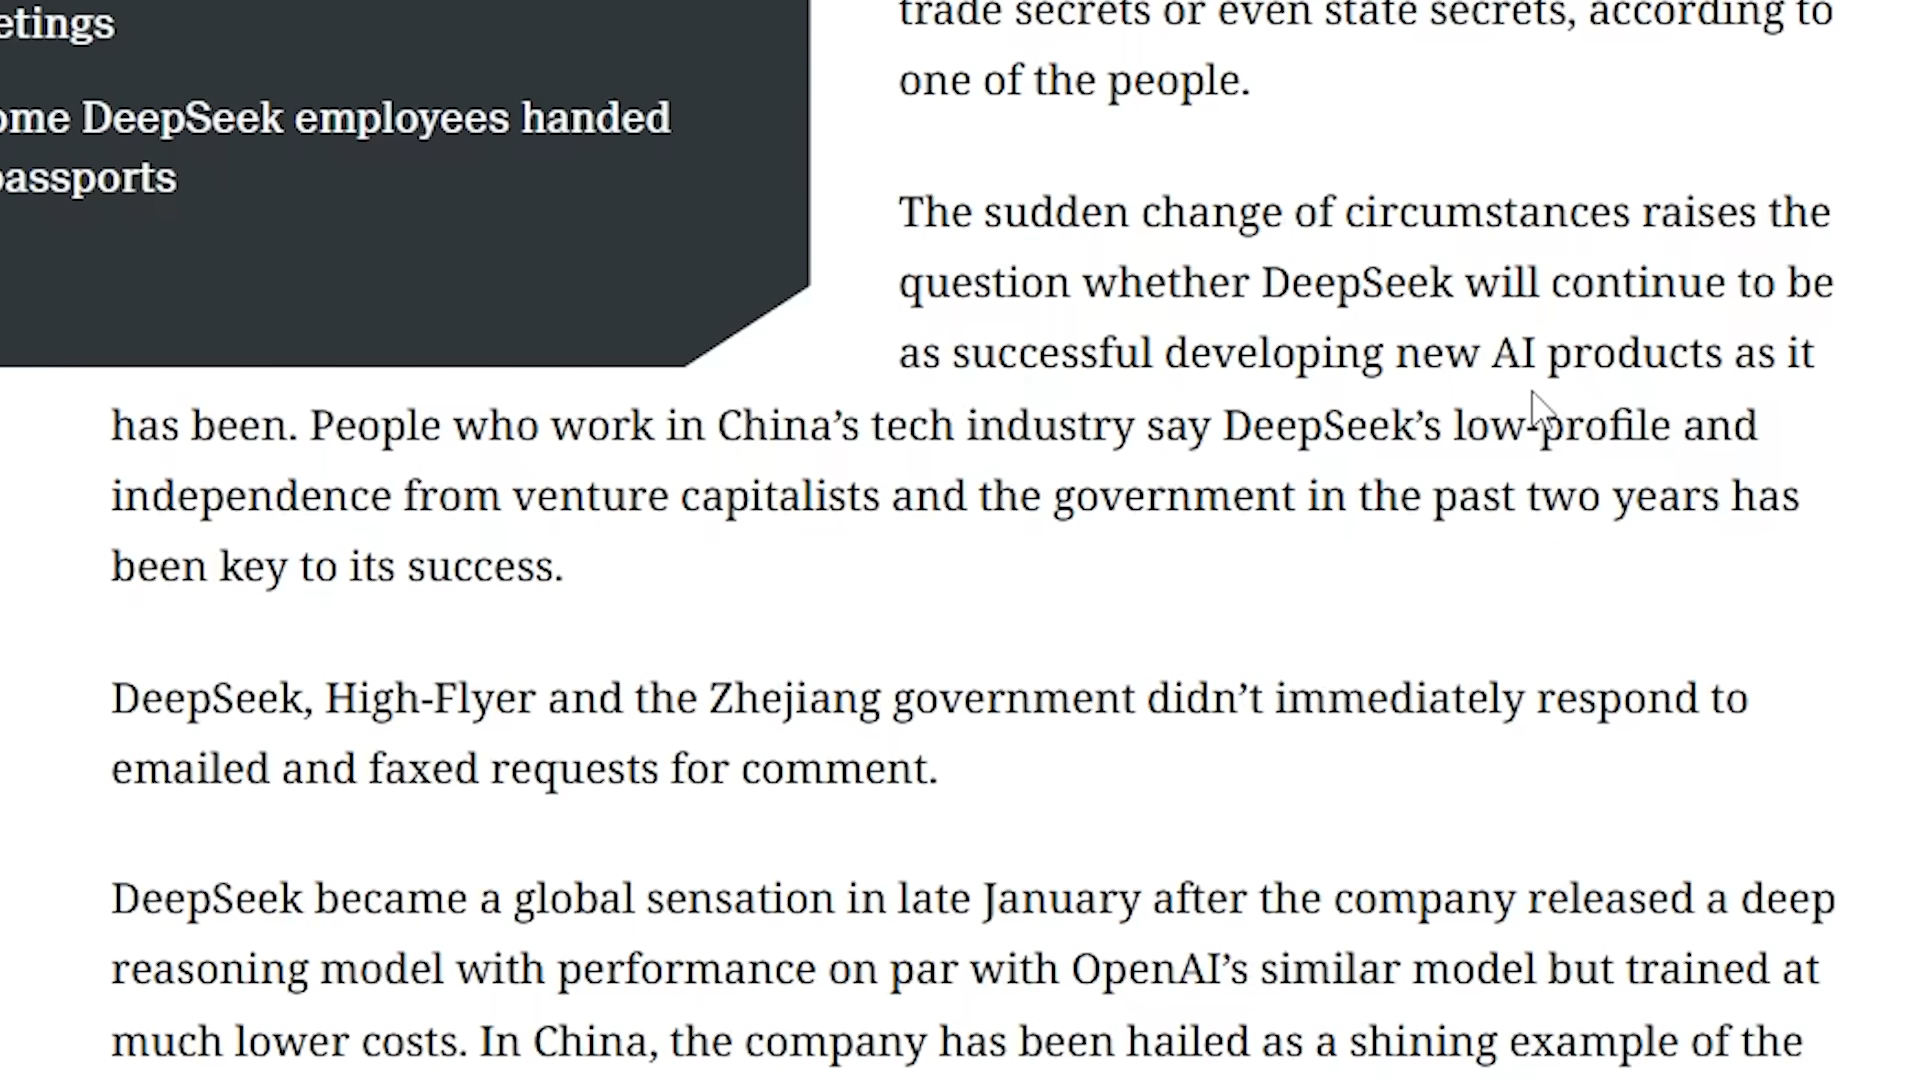 etings
ome DeepSeek employees handed
passports
trade secrets or even state secrets, according to
one of the people.
The sudden change of circumstances raises the
question whether DeepSeek will continue to be
as successful developing new AI products as it
has been. People who work in China’s tech industry say DeepSeek’s low-profile and
independence from venture capitalists and the government in the past two years has
been key to its success.
DeepSeek, High-Flyer and the Zhejiang government didn’t immediately respond to
emailed and faxed requests for comment.
DeepSeek became a global sensation in late January after the company released a deep
reasoning model with performance on par with OpenAI’s similar model but trained at
much lower costs. In China, the company has been hailed as a shining example of the